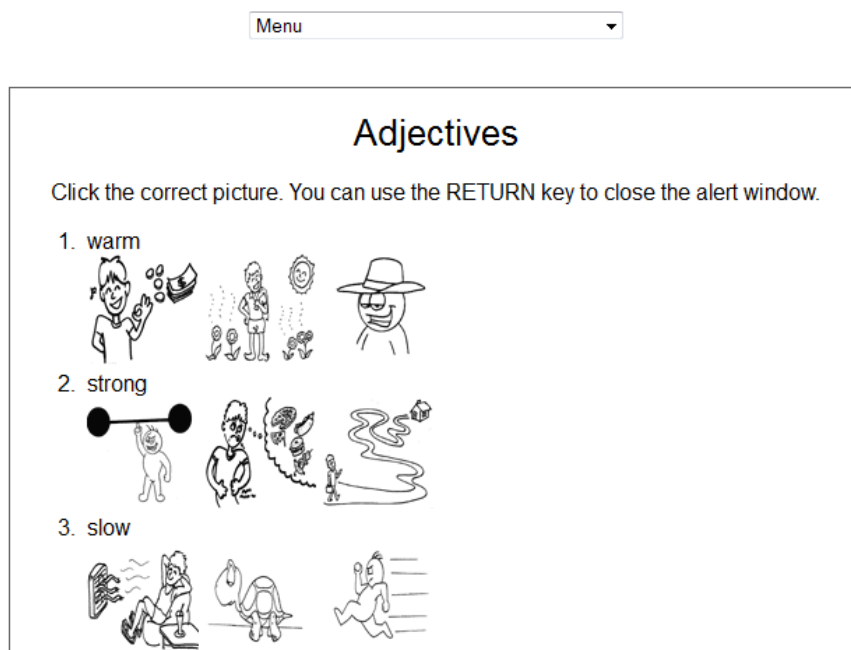 Menu
Adjectives
Click the correct picture. You can use the RETURN key to close the alert window.
1. warm
2. strong
3. slow